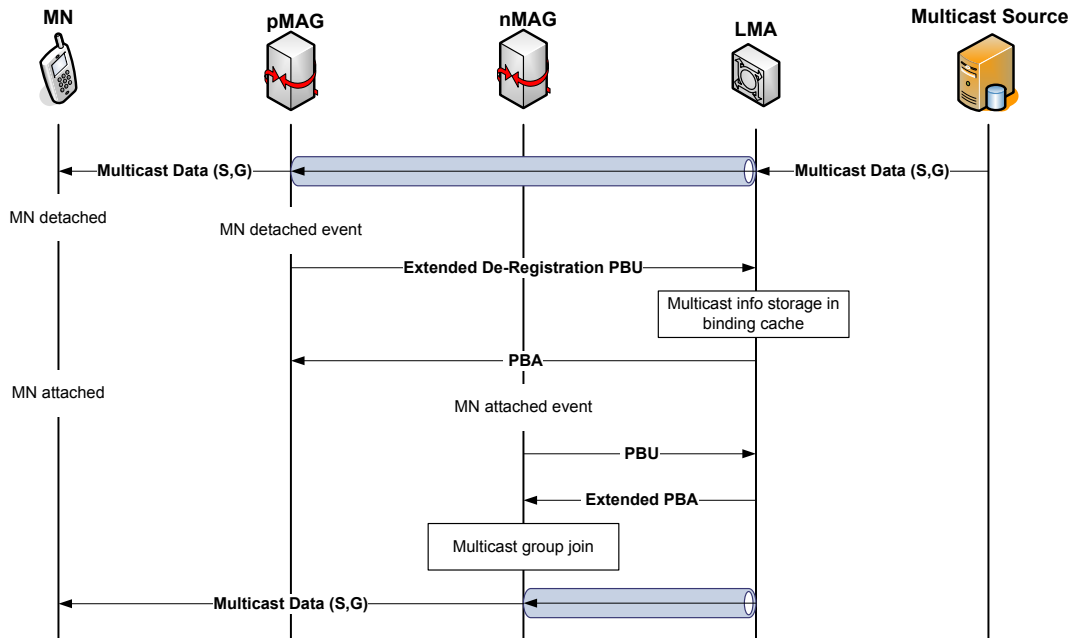 MN
pMAG
nMAG
LMA
Multicast Source
Multicast Data (S,G)
Multicast Data (S,G)
MN detached
MN detached event
Extended De-Registration PBU
Multicast info storage in
binding cache
PBA
MN attached
MN attached event
PBU
Extended PBA
Multicast group join
Multicast Data (S,G)